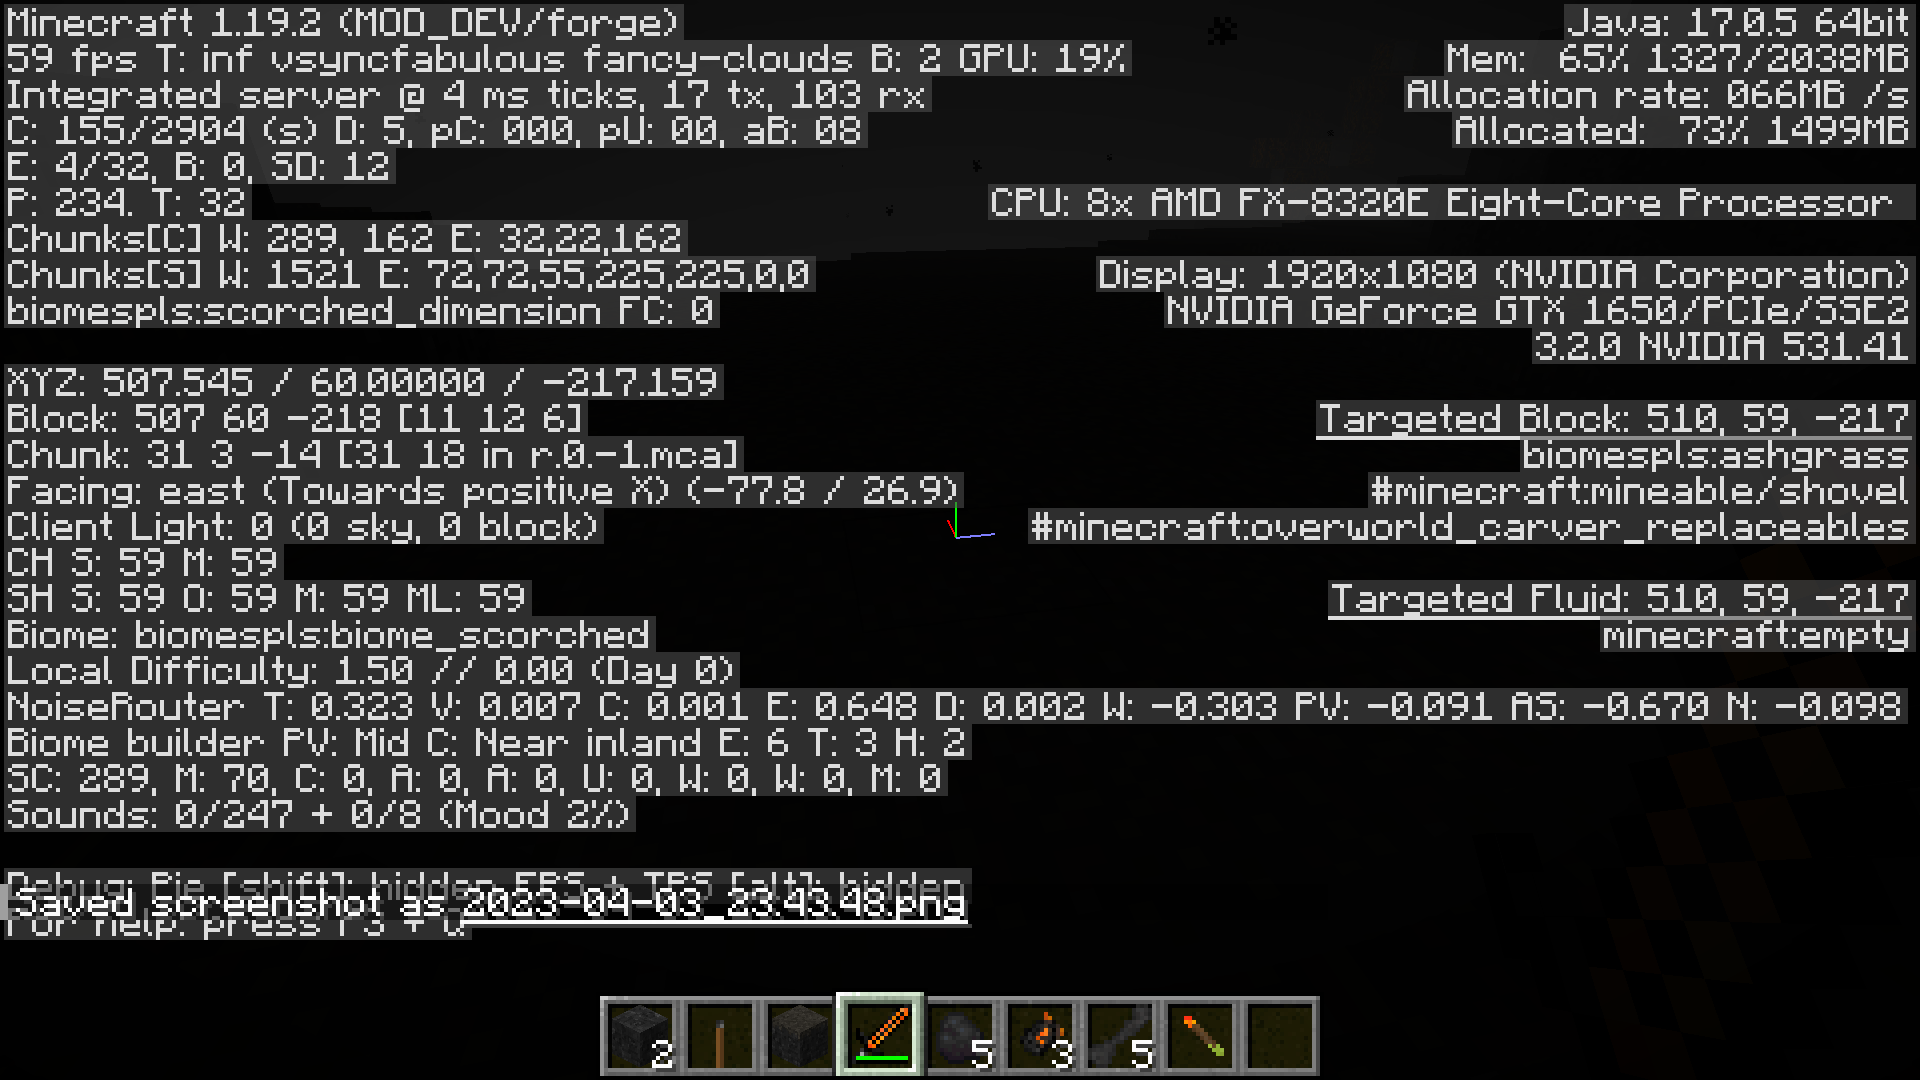 Minecraft 1.19.2 (MOD_DEV/forge)
59 fps T: inf vsyncfabulous fancy-clouds B: 2 GPU: 19%
Integrated server @ 4 ms ticks, 17 tx, 103 rx
C: 155/2904 (s) D: 5, pC: 000, pU: 00, aB: 08
E: 4/32, B: 0, SD: 12
P: 234. T: 32
Chunks[C] W: 289, 162 E: 32,22,162
Chunks[S] W: 1521 E: 72,72,55,225,225,0,0
biomespls:scorched_dimension FC: 0
XYZ: 507.545 / 60.00000 / -217.159
Block: 507 60 -218 [11 12 6]
Chunk: 31 3 -14 [31 18 in r.0.-1.mca]
Facing: east (Towards positive X) (-77.8 / 26.9)
Client Light: 0 (0 sky, 0 block)
CH S: 59 M: 59
SH S: 59 O: 59 M: 59 ML: 59
Biome: biomespls:biome_scorched
Local Difficulty: 1.50 // 0.00 (Day 0)
NoiseRouter T: 0.323 V: 0.007 C: 0.001 E: 0.648 D: 0.002 W: -0.303 PV: -0.091 AS: -0.670 N: -0.098
Biome builder PV: Mid C: Near inland E: 6 T: 3 H: 2
SC: 289, M: 70, C: 0, A: 0, A: 0, U: 0, W: 0, W: 0, M: 0
Sounds: 0/247 + 0/8 (Mood 2%)
Debug: Pie [shift]: hidden FPS + TPS [alt]: hidden
Saved screenshot as 2023-04-03_23.43.48.png
For help: press F3 + Q
Java: 17.0.5 64bit
Mem: 65% 1327/2038MB
Allocation rate: 066MB /s
Allocated: 73% 1499MB
CPU: 8x AMD FX-8320E Eight-Core Processor
Display: 1920x1080 (NVIDIA Corporation)
NVIDIA GeForce GTX 1650/PCIe/SSE2
3.2.0 NVIDIA 531.41
Targeted Block: 510, 59, -217
biomespls:ashgrass
#minecraft:mineable/shovel
#minecraft:overworld_carver_replaceables
Targeted Fluid: 510, 59, -217
minecraft:empty
2
5
3
5